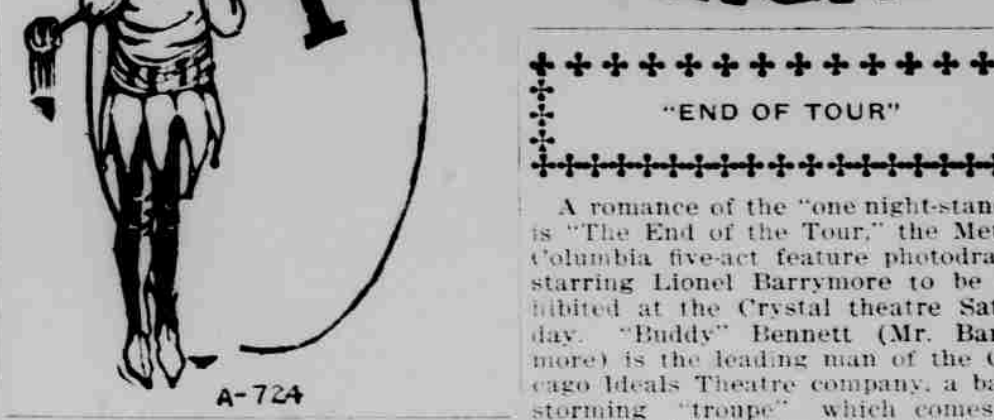 A-724
"END OF TOUR"
A romance of the "one night-stan
is "The End of the Tour," the Me
Columbia five-act feature photodra
starring Lionel Barrymore to be
hibited at the Crystal theatre Sat
day. "Buddy" Bennett (Mr. Bar
more) is the leading man of the C
cago Ideals Theatre company, a ba
storming "troupe" which comes